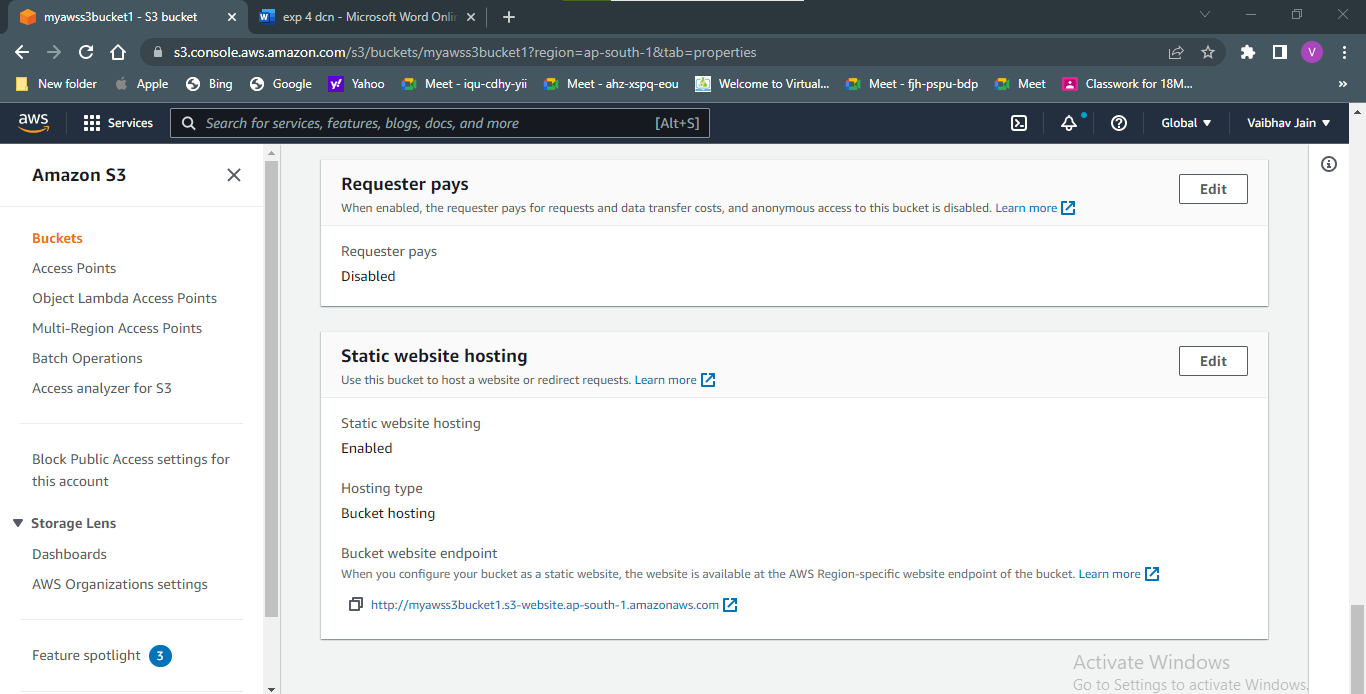 myawss3bucket1 - S3 bucket
exp 4 dcn - Microsoft Word Onlin
s3.console.aws.amazon.com/s3/buckets/myawss3bucket1?region=ap-south-1&tab=properties
V
New folder
Apple
Bing
Google
Yahoo
Meet - iqu-cdhy-yii
Meet - ahz-xspq-eou
Welcome to Virtual...
Meet - fjh-pspu-bdp
Meet
Classwork for 18M...
»
aws
Services
Search for services, features, blogs, docs, and more
[Alt+S]
Global
Vaibhav Jain
Amazon S3
Buckets
Access Points
Object Lambda Access Points
Multi-Region Access Points
Batch Operations
Access analyzer for S3
Block Public Access settings for
this account
Storage Lens
Dashboards
AWS Organizations settings
Feature spotlight 3
Requester pays
Edit
When enabled, the requester pays for requests and data transfer costs, and anonymous access to this bucket is disabled. Learn more
Requester pays
Disabled
Static website hosting
Edit
Use this bucket to host a website or redirect requests. Learn more
Static website hosting
Enabled
Hosting type
Bucket hosting
Bucket website endpoint
When you configure your bucket as a static website, the website is available at the AWS Region-specific website endpoint of the bucket. Learn more
http://myawss3bucket1.s3-website.ap-south-1.amazonaws.com
Activate Windows
Go to Settings to activate Windows.